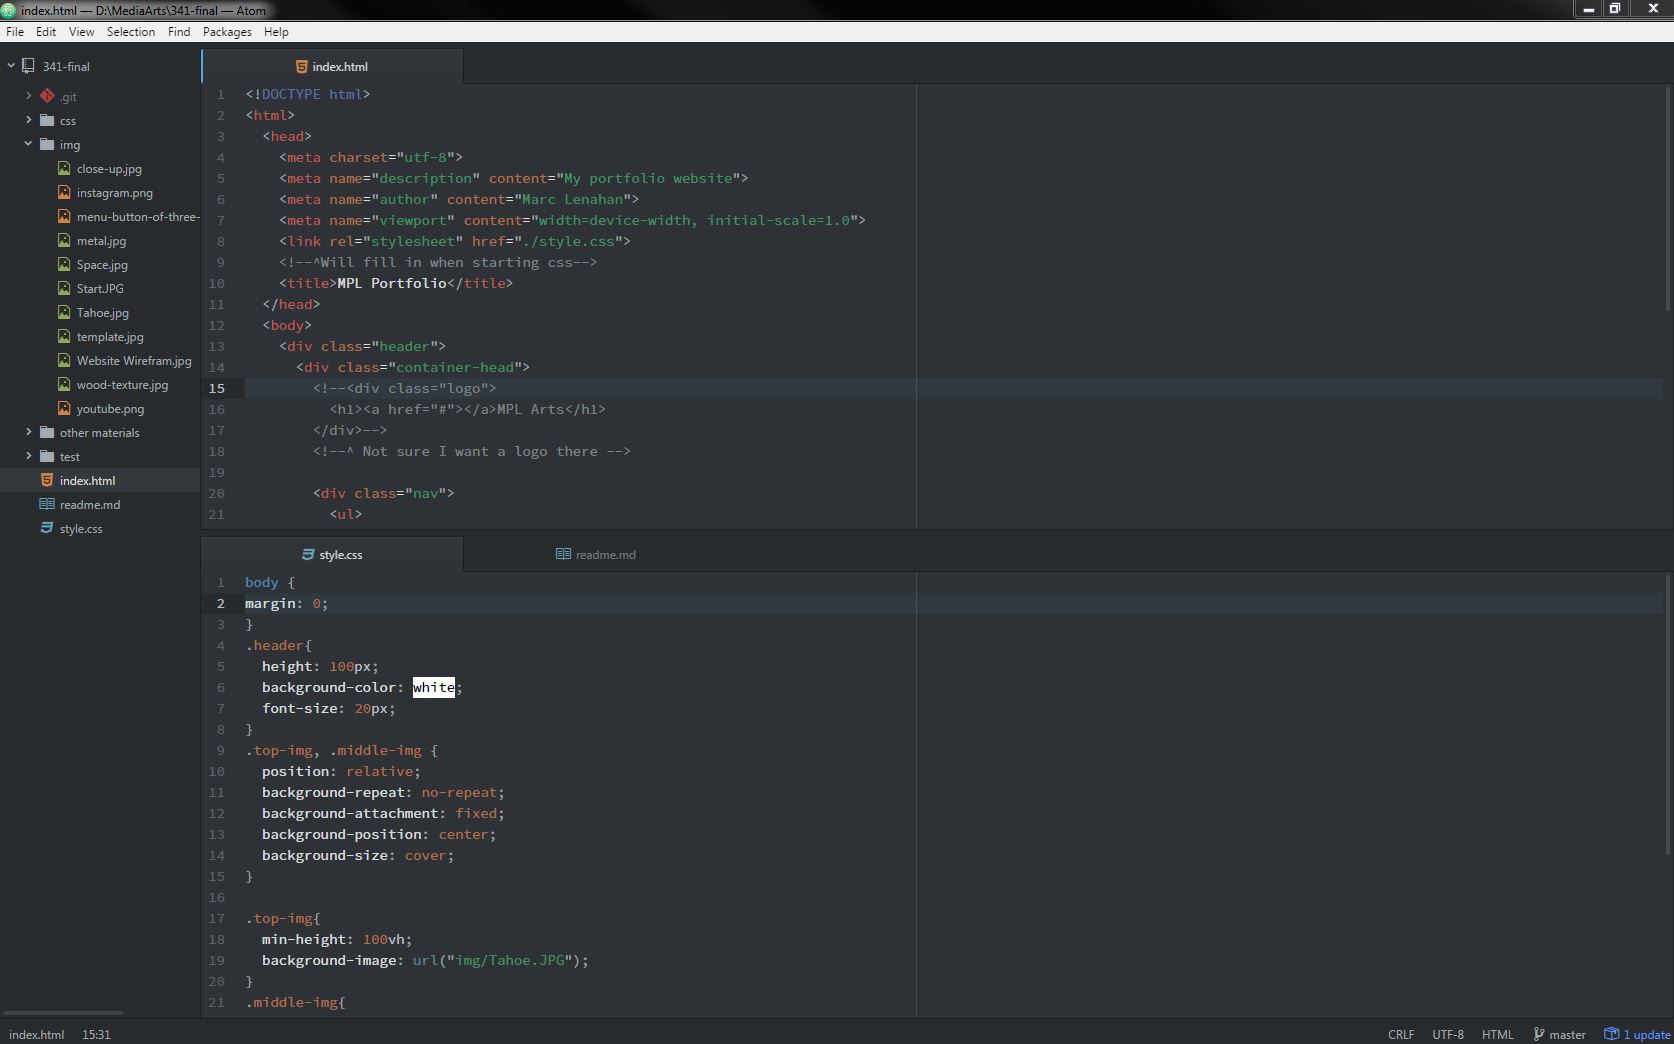 index.html — D:\MediaArts\341-final — Atom
File Edit View Selection Find Packages Help
341-final
.git
css
img
close-up.jpg
instagram.png
menu-button-of-three-
metal.jpg
Space.jpg
Start.JPG
Tahoe.jpg
template.jpg
Website Wirefram.jpg
wood-texture.jpg
youtube.png
other materials
test
index.html
readme.md
style.css
index.html
1 <!DOCTYPE html>
2 <html>
3   <head>
4     <meta charset="utf-8">
5     <meta name="description" content="My portfolio website">
6     <meta name="author" content="Marc Lenahan">
7     <meta name="viewport" content="width=device-width, initial-scale=1.0">
8     <link rel="stylesheet" href="./style.css">
9     <!--^Will fill in when starting css-->
10     <title>MPL Portfolio</title>
11   </head>
12   <body>
13     <div class="header">
14       <div class="container-head">
15         <!--<div class="logo">
16           <h1><a href="#"></a>MPL Arts</h1>
17         </div>-->
18         <!--^ Not sure I want a logo there -->
19
20         <div class="nav">
21           <ul>
style.css readme.md
1 body {
2 margin: 0;
3 }
4 .header{
5   height: 100px;
6   background-color: white;
7   font-size: 20px;
8 }
9 .top-img, .middle-img {
10   position: relative;
11   background-repeat: no-repeat;
12   background-attachment: fixed;
13   background-position: center;
14   background-size: cover;
15 }
16
17 .top-img{
18   min-height: 100vh;
19   background-image: url("img/Tahoe.JPG");
20 }
21 .middle-img{
index.html 15:31 CRLF UTF-8 HTML master 1 update